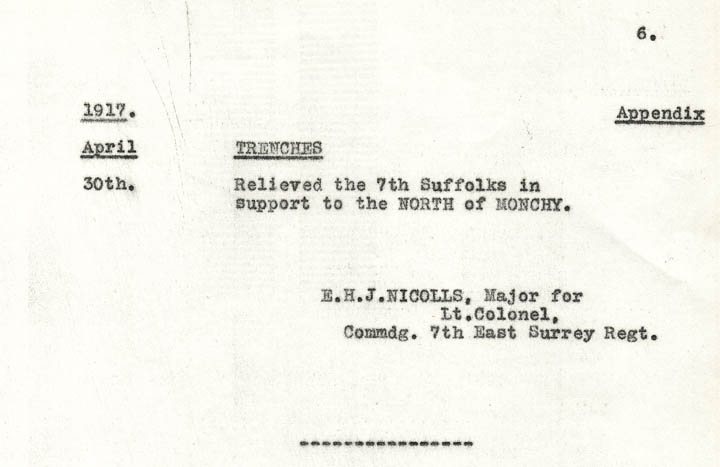 6.
1917. Appendix
April TRENCHES
30th. Relieved the 7th Suffolks in
support to the NORTH of MONCHY.
E.H.J.NICOLLS, Major for
Lt.Colonel,
Commdg. 7th East Surrey Regt.
----------------